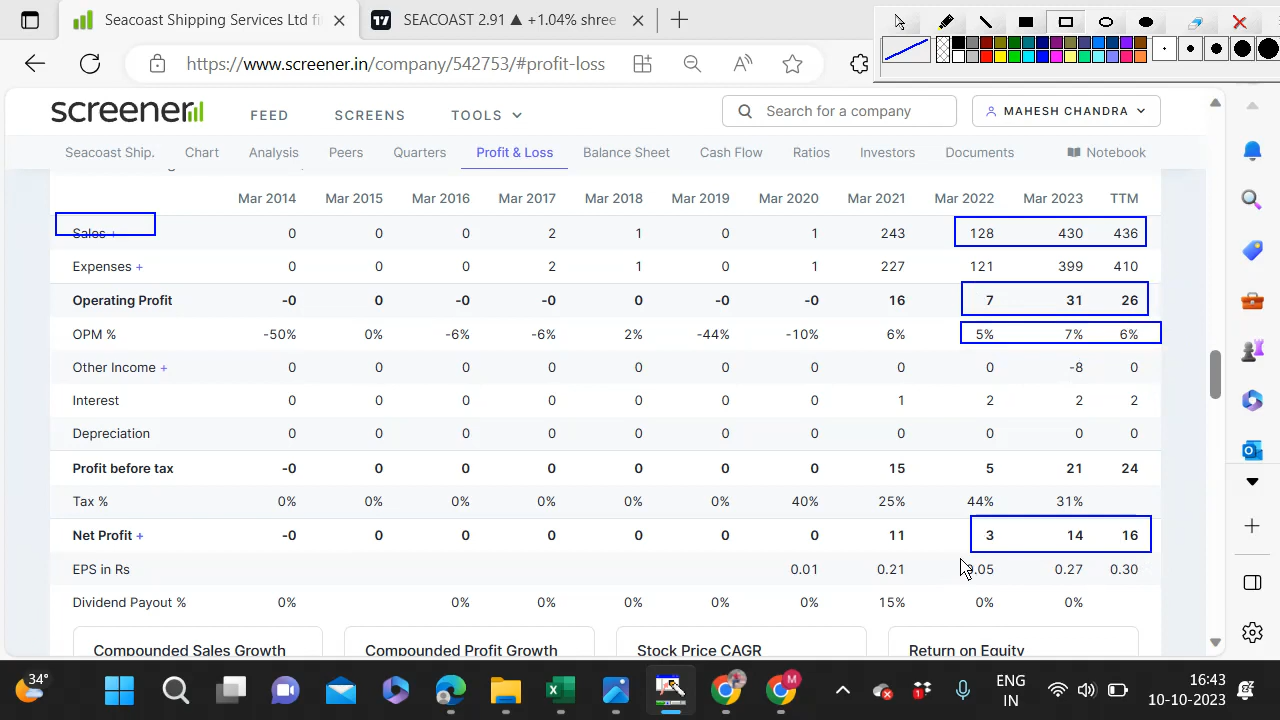 Seacoast Shipping Services Ltd fi
SEACOAST 2.91 ▲ +1.04% shree
https://www.screener.in/company/542753/#profit-loss
screener
FEED
SCREENS
TOOLS
Search for a company
MAHESH CHANDRA
Seacoast Ship. Chart Analysis Peers Quarters Profit & Loss Balance Sheet Cash Flow Ratios Investors Documents Notebook
Mar 2014 Mar 2015 Mar 2016 Mar 2017 Mar 2018 Mar 2019 Mar 2020 Mar 2021 Mar 2022 Mar 2023 TTM
Sales + 0 0 0 2 1 0 1 243 128 430 436
Expenses + 0 0 0 2 1 0 1 227 121 399 410
Operating Profit -0 0 -0 -0 0 -0 -0 16 7 31 26
OPM % -50% 0% -6% -6% 2% -44% -10% 6% 5% 7% 6%
Other Income + 0 0 0 0 0 0 0 0 0 -8 0
Interest 0 0 0 0 0 0 0 1 2 2 2
Depreciation 0 0 0 0 0 0 0 0 0 0 0
Profit before tax -0 0 0 0 0 0 0 15 5 21 24
Tax % 0% 0% 0% 0% 0% 0% 40% 25% 44% 31%
Net Profit + -0 0 0 0 0 0 0 11 3 14 16
EPS in Rs 0.01 0.21 0.05 0.27 0.30
Dividend Payout % 0% 0% 0% 0% 0% 0% 15% 0% 0%
Compounded Sales Growth Compounded Profit Growth Stock Price CAGR Return on Equity
34°
ENG
IN
16:43
10-10-2023